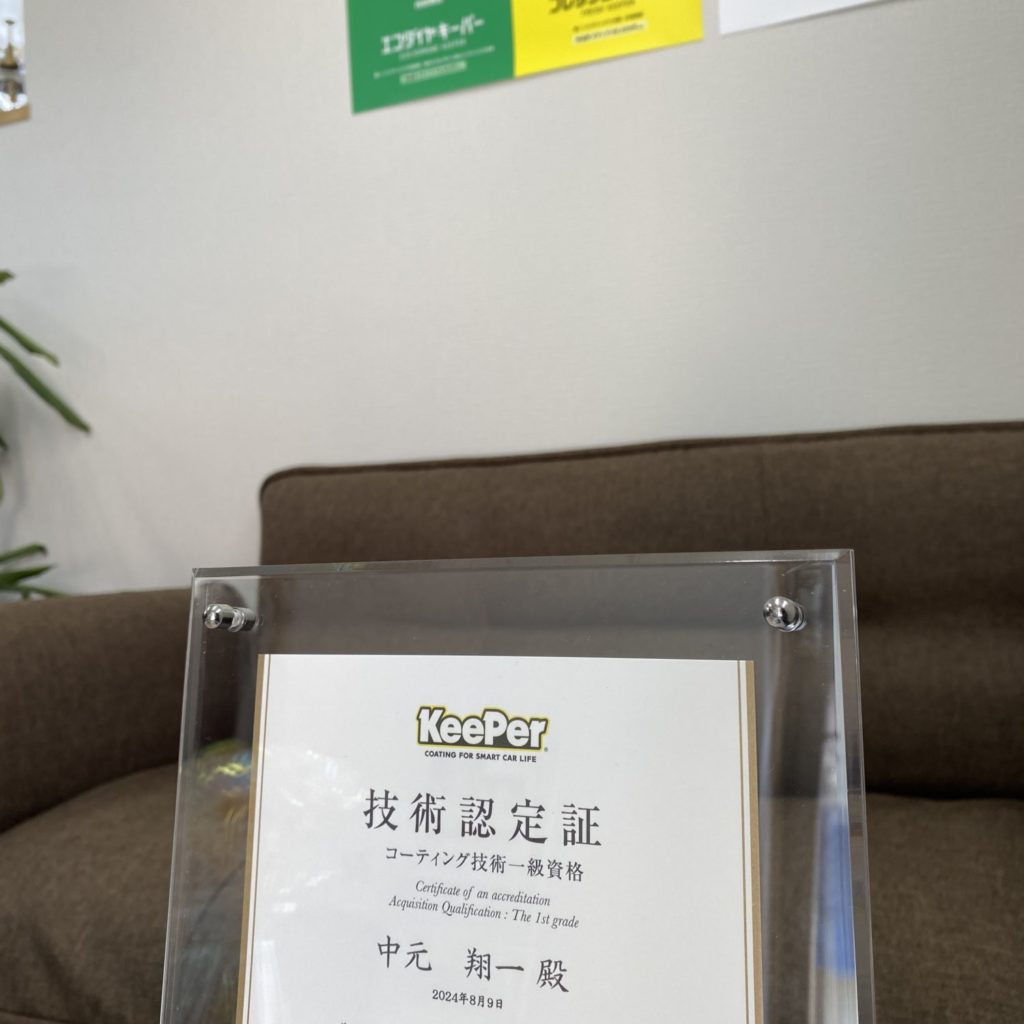 エコダイヤキーパー
KeePer
COATING FOR SMART CAR LIFE
技術認定証
コーティング技術一級資格
Certificate of an accreditation
Acquisition Qualification : The 1st grade
中元 翔一 殿
2024年8月9日